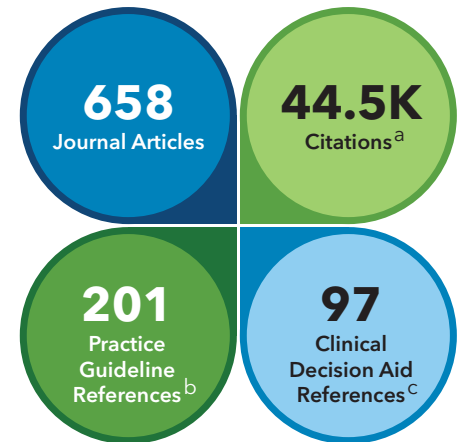 658
Journal Articles
44.5K
Citations a
201
Practice
Guideline
References b
97
Clinical
Decision Aid
References c